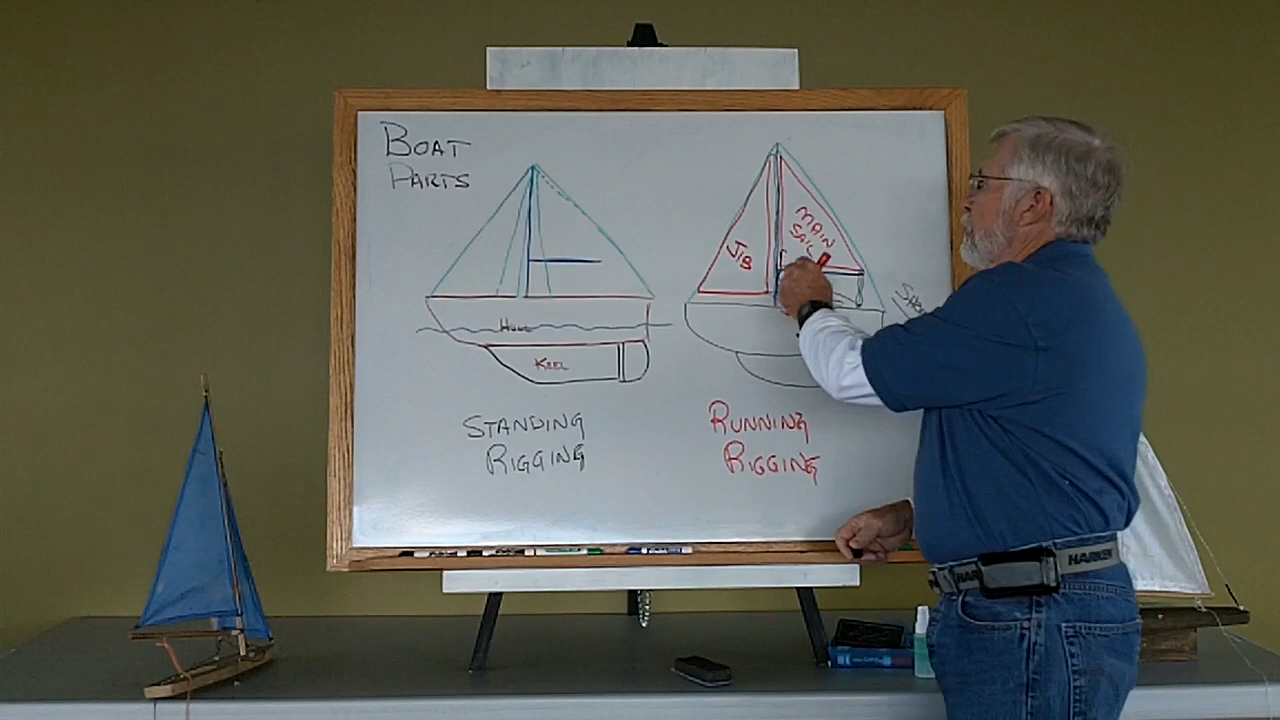 BOAT
PARTS
JIB
MAIN
SAIL
HULL
KEEL
STANDING
RIGGING
RUNNING
RIGGING
HARKEN